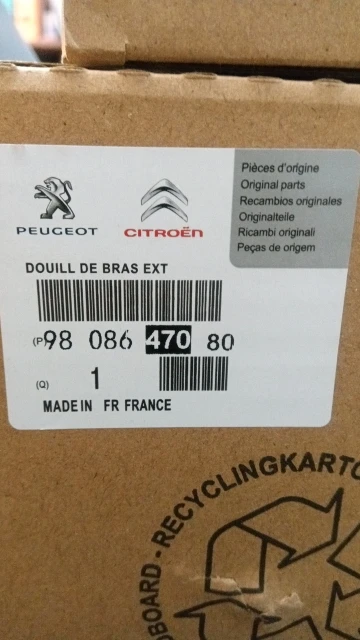 Pièces d'origine
Original parts
Recambios originales
Originalteile
Ricambi originali
Peças de origem
PEUGEOT
CITROËN
DOUILL DE BRAS EXT
(P) 98 086 470 80
(Q) 1
MADE IN FR FRANCE
BOARD - RECYCLINGKARTO